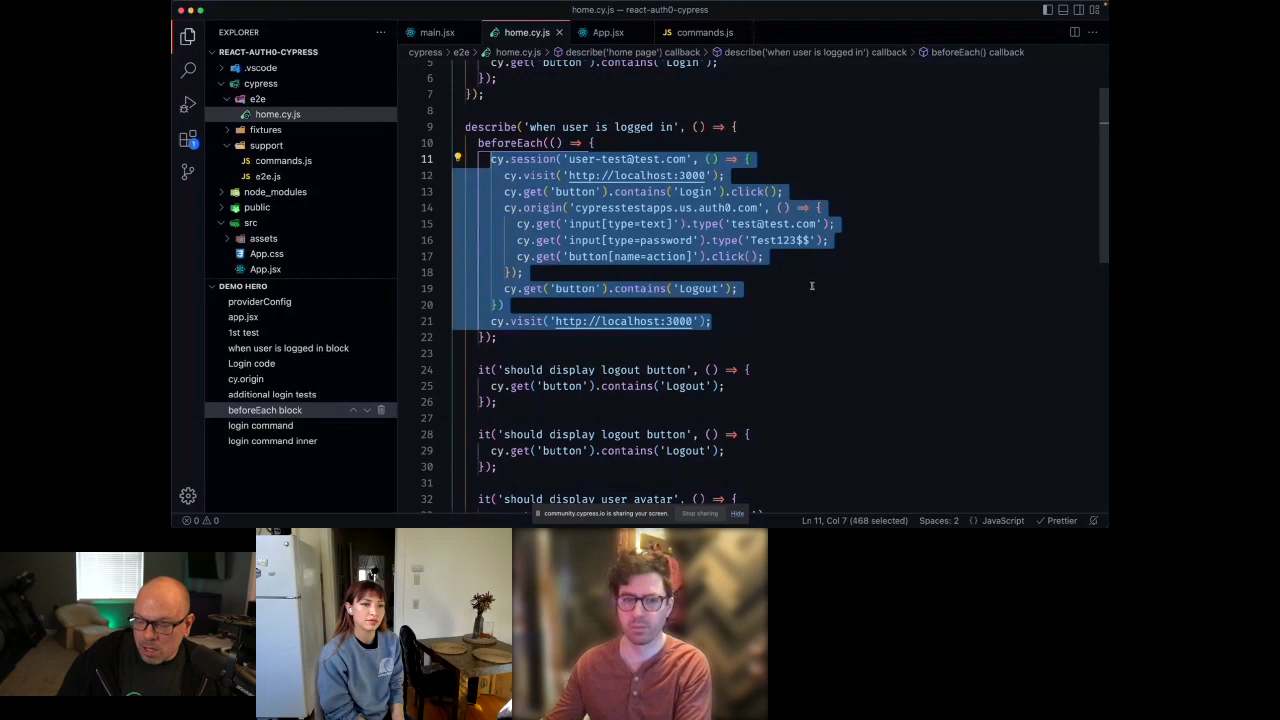 home.cy.js — react-auth0-cypress
EXPLORER
main.jsx
home.cy.js
App.jsx
commands.js
REACT-AUTH0-CYPRESS
cypress > e2e > home.cy.js > describe('home page') callback > describe('when user is logged in') callback > beforeEach() callback
.vscode
cypress
e2e
home.cy.js
fixtures
support
commands.js
e2e.js
node_modules
public
src
assets
App.css
App.jsx
DEMO HERO
providerConfig
app.jsx
1st test
when user is logged in block
Login code
cy.origin
additional login tests
beforeEach block
login command
login command inner
5 cy.get('button').contains('Login');
6 });
7 });
8
9 describe('when user is logged in', () => {
10 beforeEach(() => {
11 cy.session('user-test@test.com', () => {
12 cy.visit('http://localhost:3000');
13 cy.get('button').contains('Login').click();
14 cy.origin('cypresstestapps.us.auth0.com', () => {
15 cy.get('input[type=text]').type('test@test.com');
16 cy.get('input[type=password').type('Test123$$');
17 cy.get('button[name=action]').click();
18 });
19 cy.get('button').contains('Logout');
20 })
21 cy.visit('http://localhost:3000');
22 });
23
24 it('should display logout button', () => {
25 cy.get('button').contains('Logout');
26 });
27
28 it('should display logout button', () => {
29 cy.get('button').contains('Logout');
30 });
31
32 it('should display user avatar', () => {
community.cypress.io is sharing your screen.
Stop sharing
Hide
0 0
Ln 11, Col 7 (468 selected)
Spaces: 2
{} JavaScript
Prettier
1